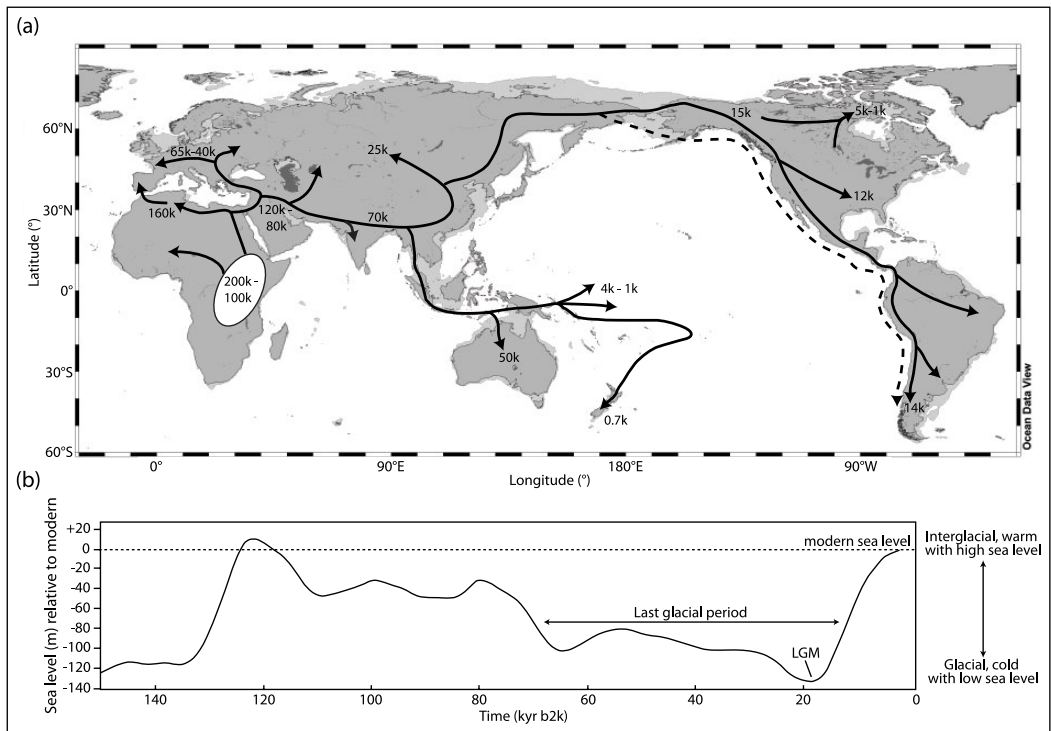 (a)
60°N
30°N
0°
30°S
60°S
Latitude (°)
65k-40k
160k
120k -
80k
200k -
100k
25k
70k
50k
4k - 1k
0.7k
15k
5k-1k
12k
14k
Ocean Data View
0°
90°E
180°E
90°W
Longitude (°)
(b)
Sea level (m) relative to modern
+20
0
-20
-40
-60
-80
-100
-120
-140
modern sea level
Last glacial period
LGM
140
120
100
80
60
40
20
0
Time (kyr b2k)
Interglacial, warm
with high sea level
Glacial, cold
with low sea level